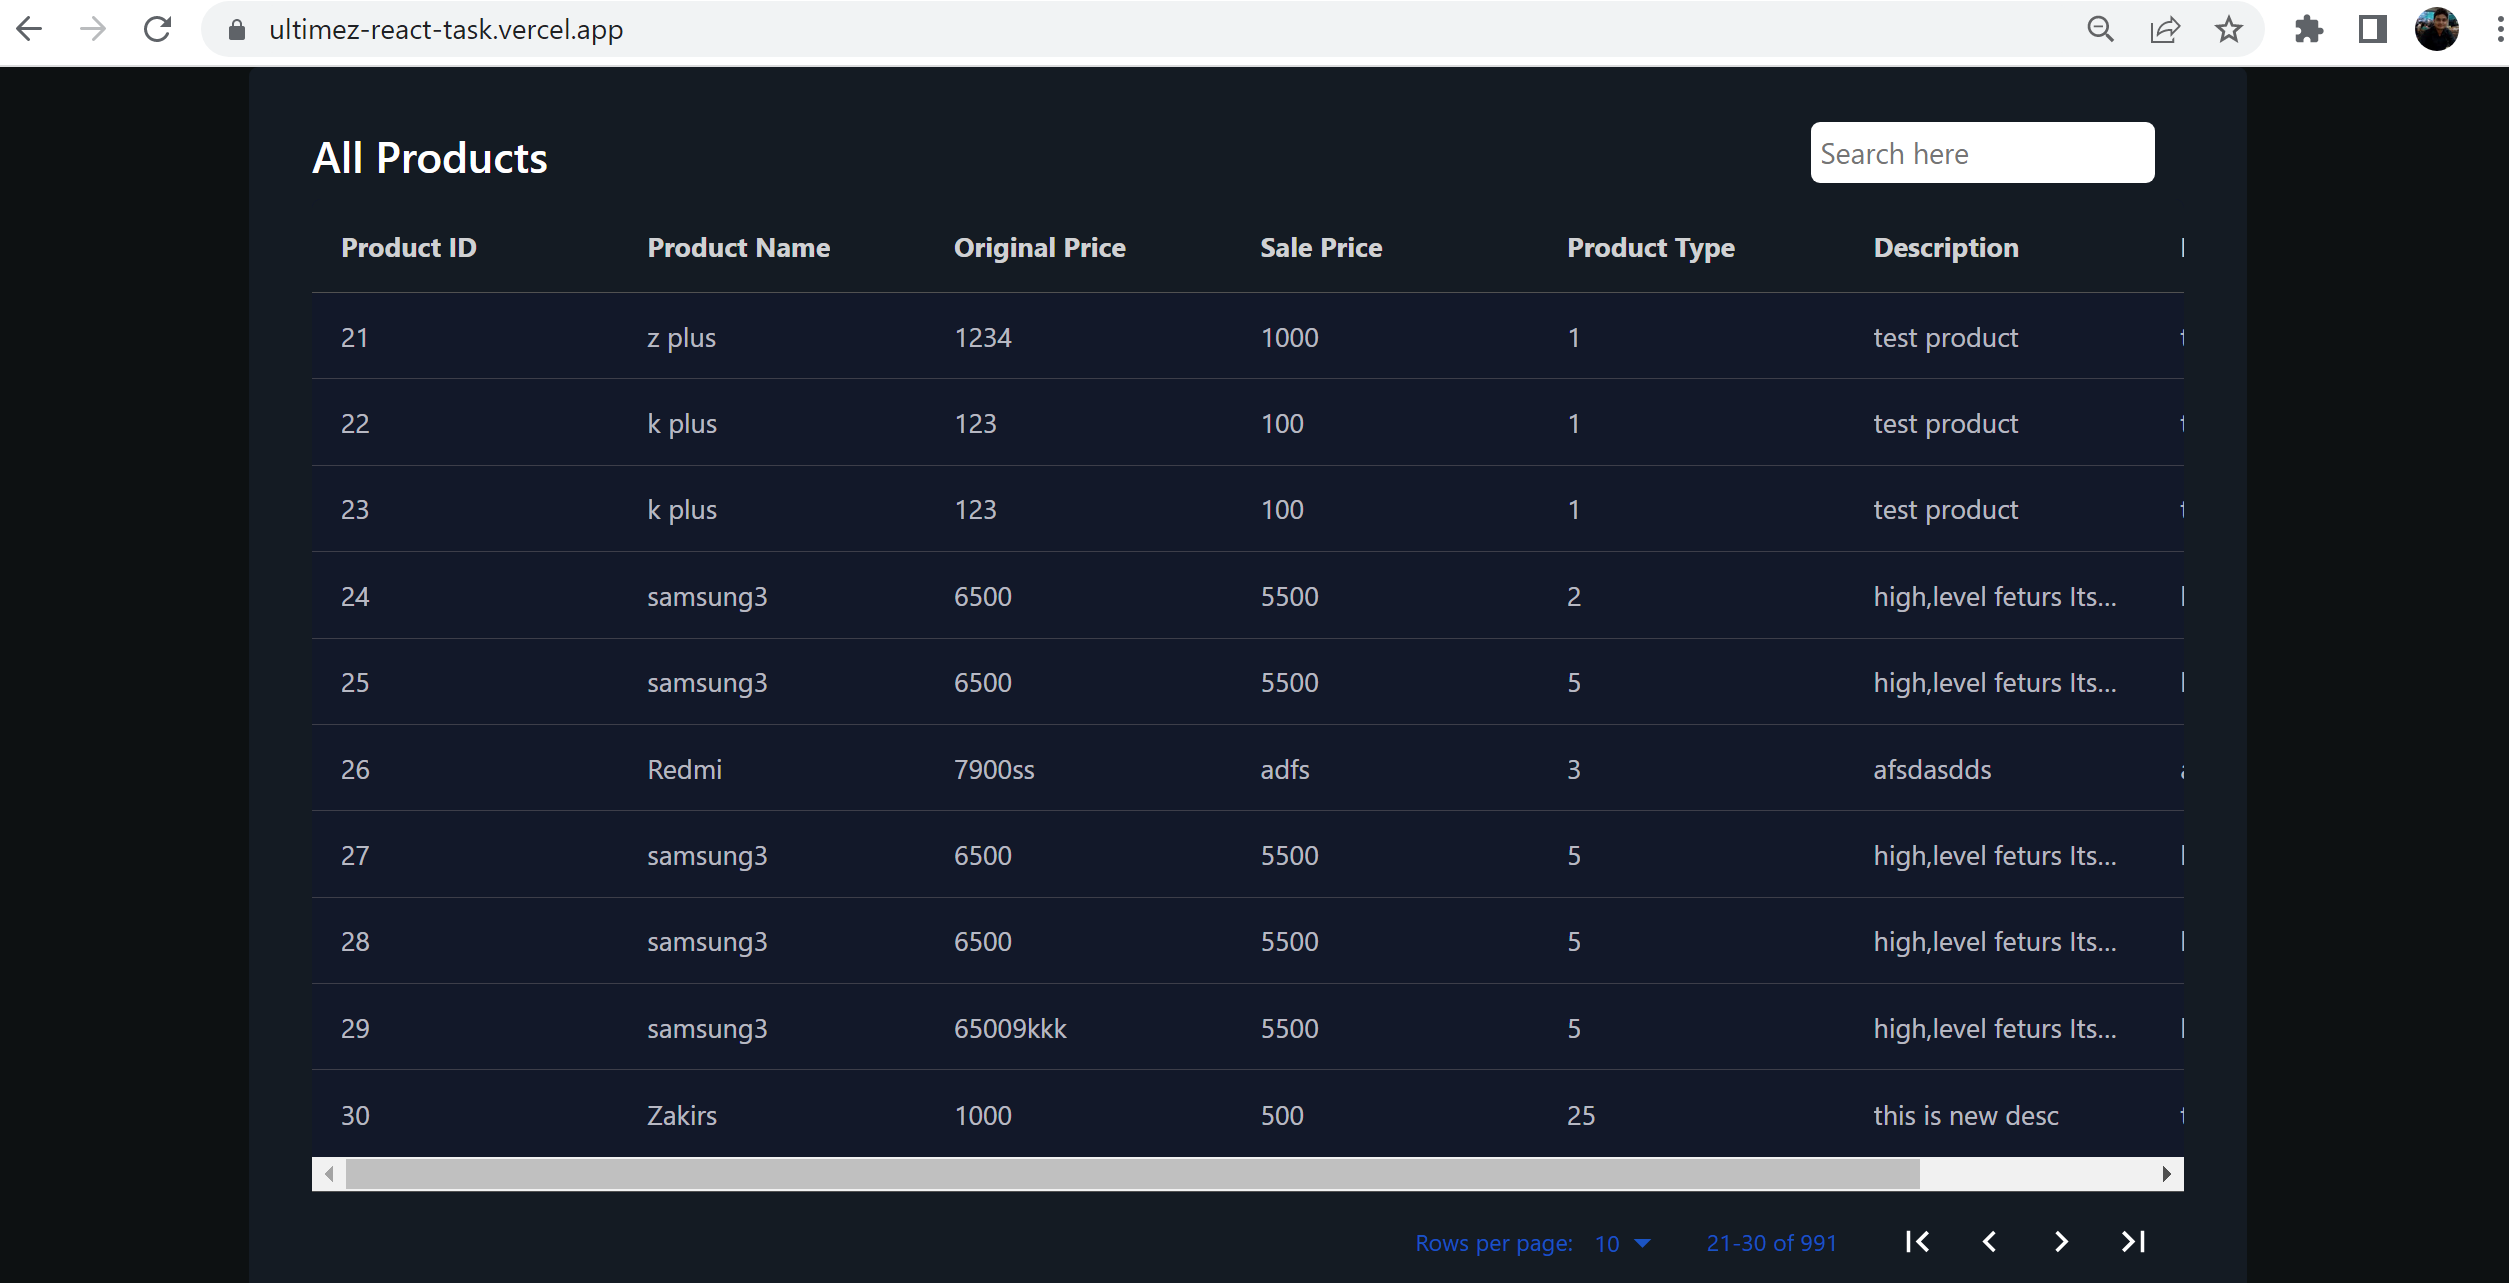 ultimez-react-task.vercel.app
All Products
Search here
Product ID Product Name Original Price Sale Price Product Type Description
21 z plus 1234 1000 1 test product
22 k plus 123 100 1 test product
23 k plus 123 100 1 test product
24 samsung3 6500 5500 2 high,level feturs Its...
25 samsung3 6500 5500 5 high,level feturs Its...
26 Redmi 7900ss adfs 3 afsdasdds
27 samsung3 6500 5500 5 high,level feturs Its...
28 samsung3 6500 5500 5 high,level feturs Its...
29 samsung3 65009kkk 5500 5 high,level feturs Its...
30 Zakirs 1000 500 25 this is new desc
Rows per page: 10 21-30 of 991